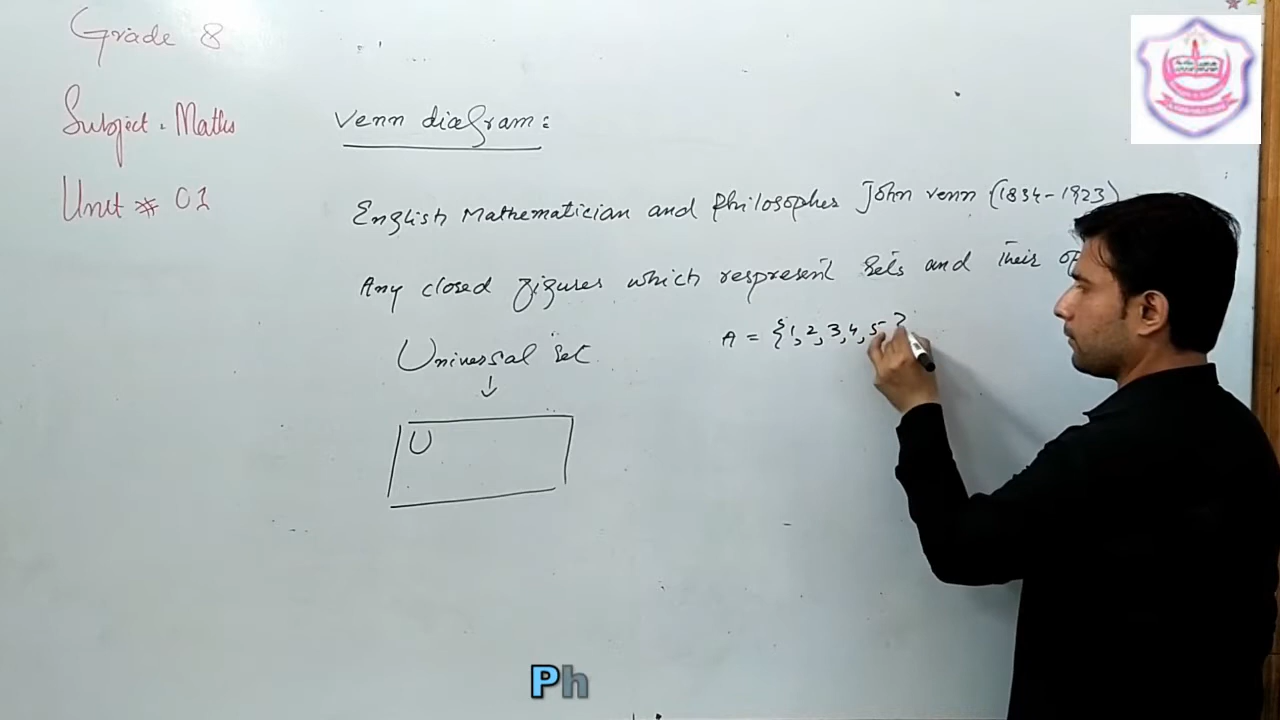 Grade 8
Subject: Maths
Unit # 01
Venn diagram:
English Mathematician and Philosopher John Venn (1834-1923)
Any closed figures which respresent sets and their op
A = {1,2,3,4,5}
Universal set
U
Ph